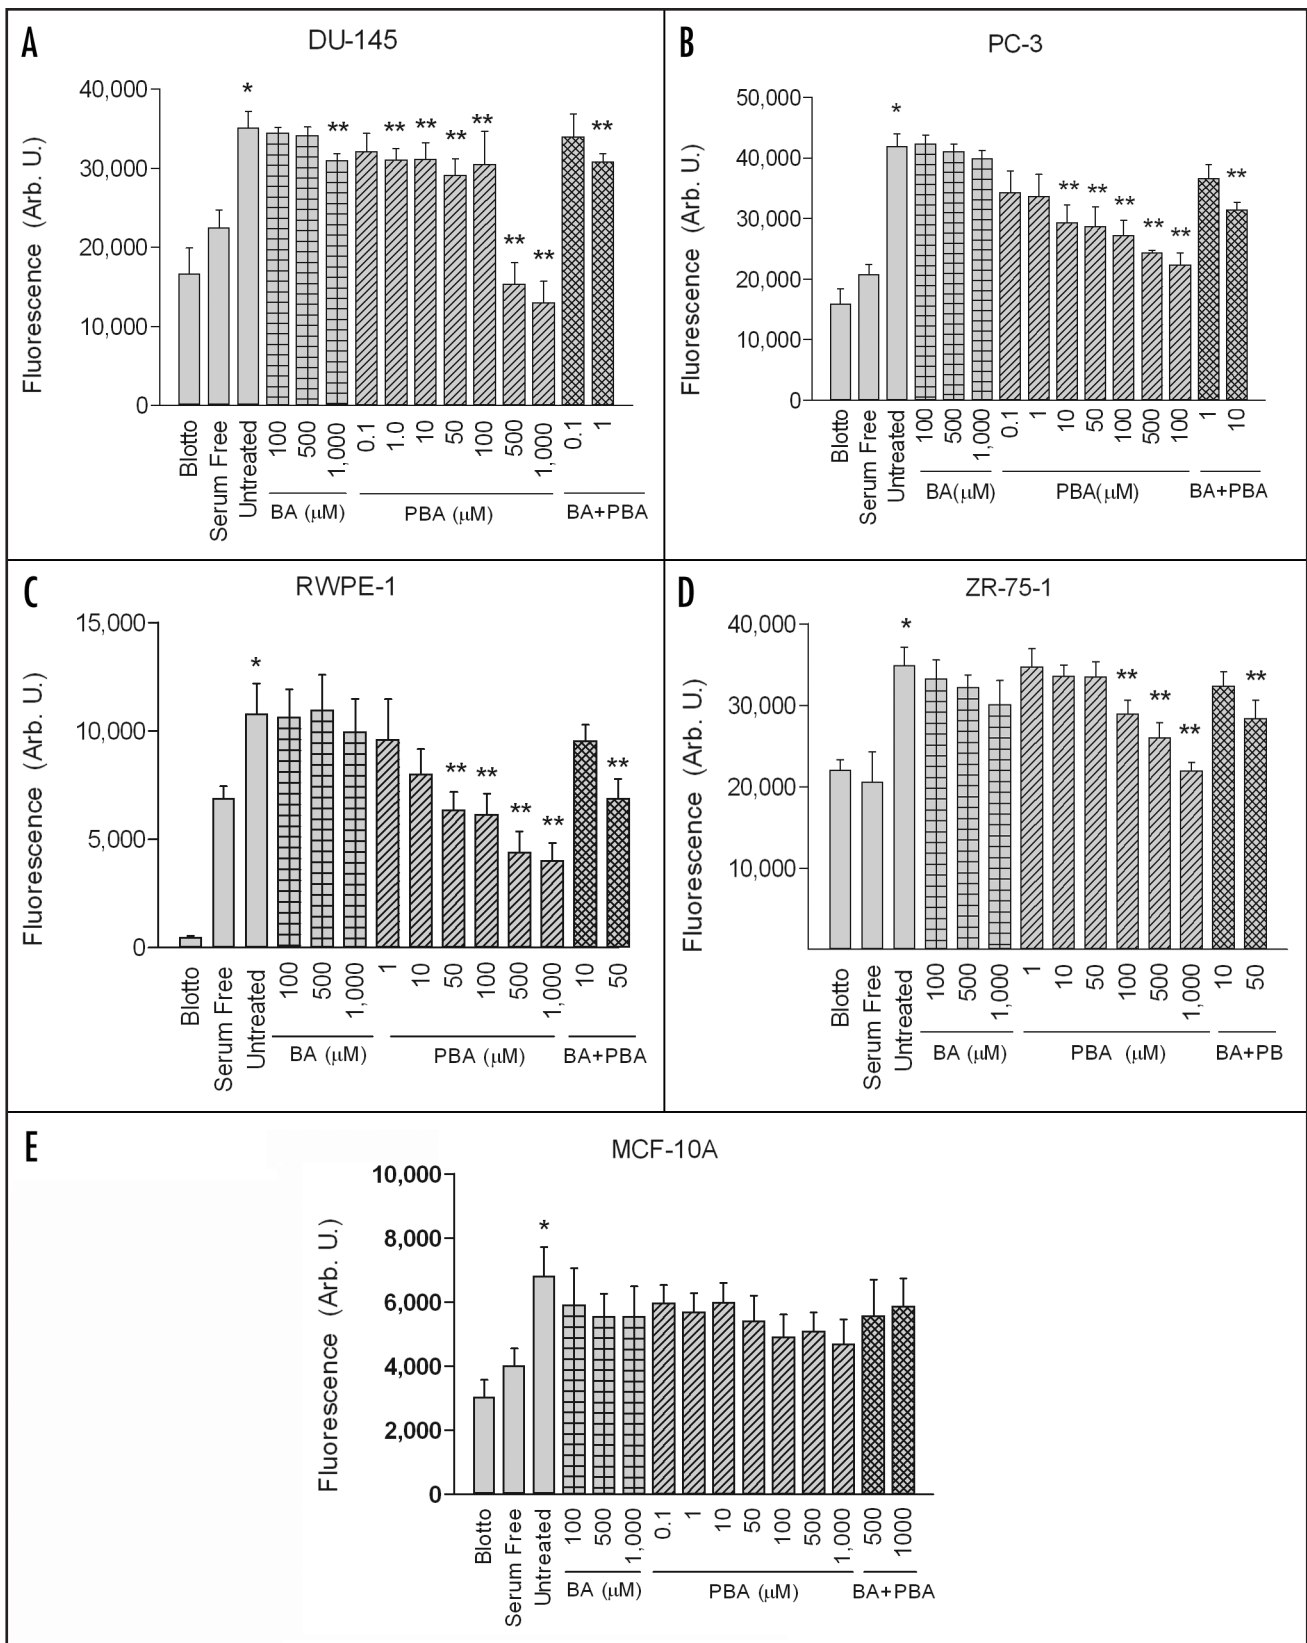 A
DU-145
Fluorescence (Arb. U.)
40,000
30,000
20,000
10,000
0
* ** ** ** ** ** ** ** **
Blotto Serum Free Untreated 100 500 1,000 0.1 1.0 10 50 100 500 1,000 0.1 1
BA (μM) PBA (μM) BA+PBA
B
PC-3
Fluorescence (Arb. U.)
50,000
40,000
30,000
20,000
10,000
0
* ** ** ** ** ** **
Blotto Serum Free Untreated 100 500 1,000 0.1 1 10 50 100 500 100 1 10
BA(μM) PBA(μM) BA+PBA
C
RWPE-1
Fluorescence (Arb. U.)
15,000
10,000
5,000
0
* ** ** ** ** **
Blotto Serum Free Untreated 100 500 1,000 1 10 50 100 500 1,000 10 50
BA (μM) PBA (μM) BA+PBA
D
ZR-75-1
Fluorescence (Arb. U.)
40,000
30,000
20,000
10,000
* ** ** ** **
Blotto Serum Free Untreated 100 500 1,000 1 10 50 100 500 1,000 10 50
BA (μM) PBA (μM) BA+PB
E
MCF-10A
Fluorescence (Arb. U.)
10,000
8,000
6,000
4,000
2,000
0
*
Blotto Serum Free Untreated 100 500 1,000 0.1 1 10 50 100 500 1,000 500 1000
BA (μM) PBA (μM) BA+PBA